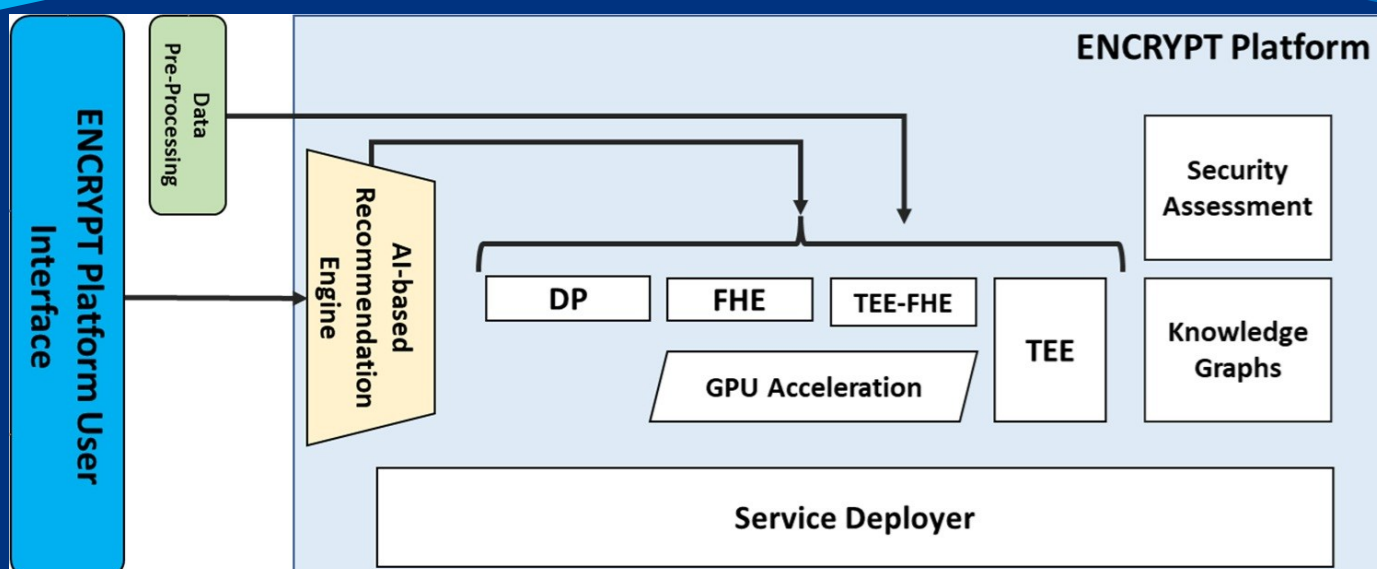 ENCRYPT Platform User
Interface
Data
Pre-Processing
ENCRYPT Platform
AI-based
Recommendation
Engine
DP
FHE
TEE-FHE
TEE
GPU Acceleration
Security
Assessment
Knowledge
Graphs
Service Deployer